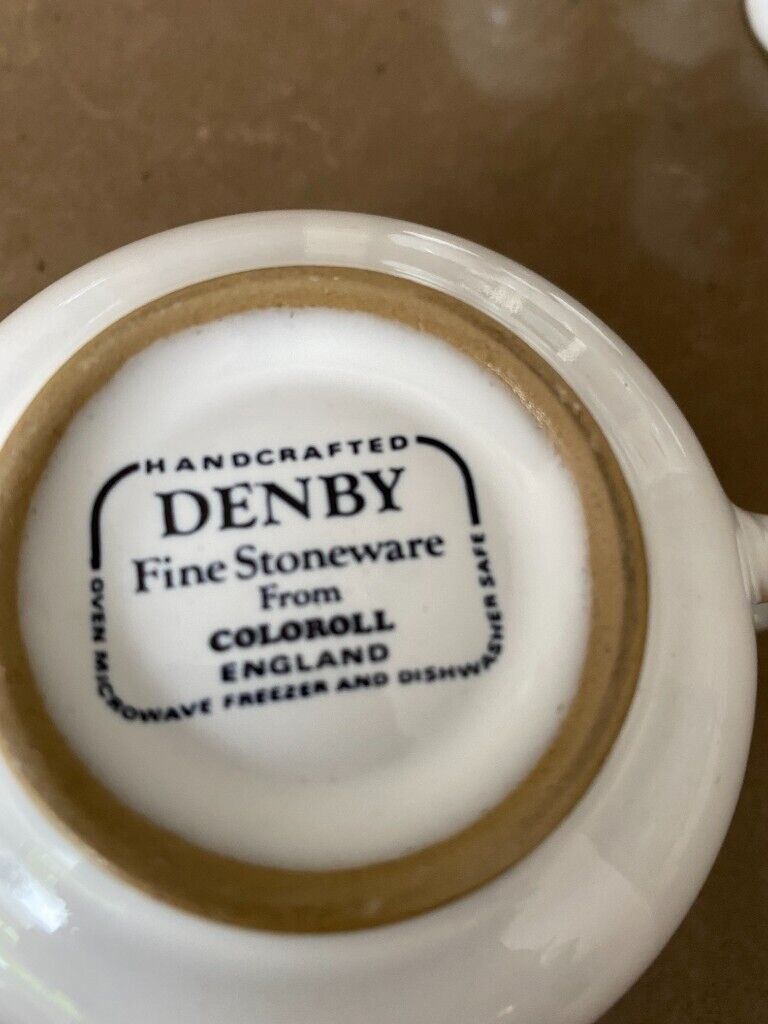 HANDCRAFTED
DENBY
Fine Stoneware
From
COLOROLL
ENGLAND
OVEN MICROWAVE FREEZER AND DISHWASHER SAFE